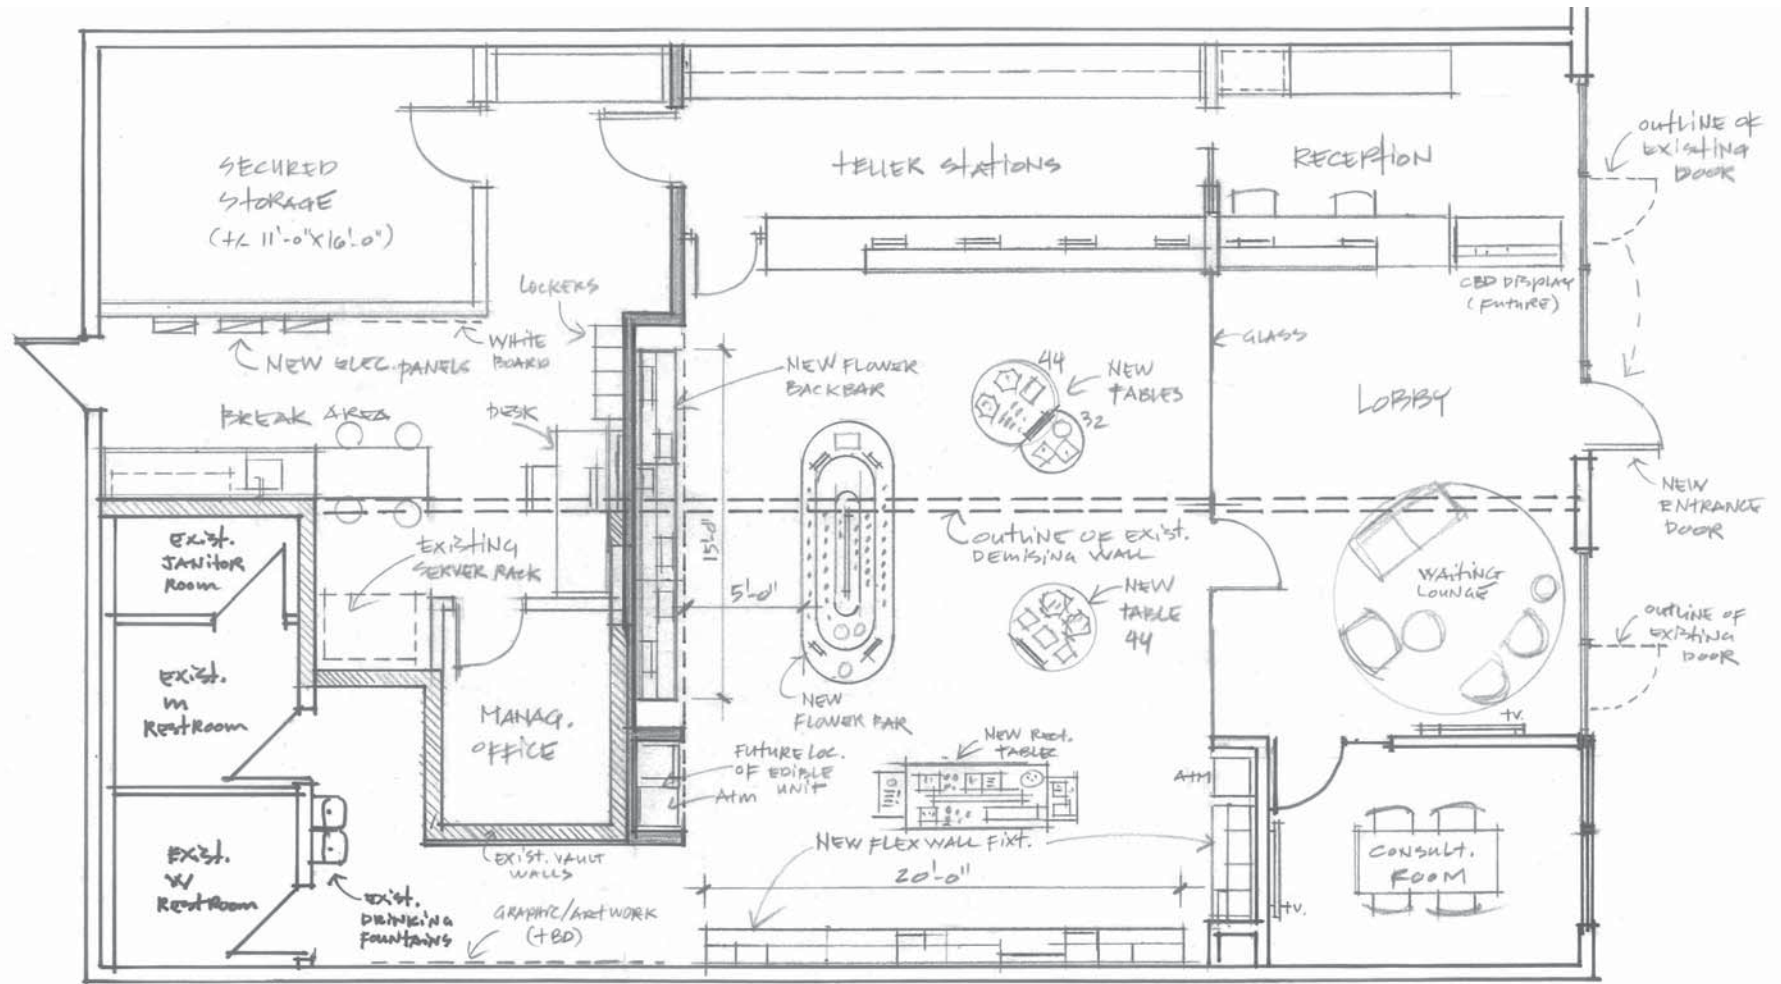 SECURED
STORAGE
(+/- 11'-0"X16'-0")
TELLER STATIONS
RECEPTION
OUTLINE OF
EXISTING
DOOR
LOCKERS
WHITE
BOARD
NEW ELEC. PANELS
BREAK AREA
DESK
NEW FLOWER
BACKBAR
44
NEW
TABLES
32
GLASS
CBD DISPLAY
(FUTURE)
LOBBY
NEW
ENTRANCE
DOOR
EXIST.
JANITOR
ROOM
EXISTING
SERVER RACK
15'-0"
5'-0"
OUTLINE OF EXIST.
DEMISING WALL
NEW
TABLE
44
WAITING
LOUNGE
OUTLINE OF
EXISTING
DOOR
EXIST.
M
RESTROOM
MANAG.
OFFICE
NEW
FLOWER BAR
TV.
FUTURE LOC.
OF EDIBLE
UNIT
ATM
NEW RECT.
TABLES
ATM
NEW FLEX WALL FIXT.
20'-0"
EXIST. VAULT
WALLS
EXIST.
W
RESTROOM
EXIST.
DRINKING
FOUNTAINS
GRAPHIC/ARTWORK
(TBD)
TV.
CONSULT.
ROOM